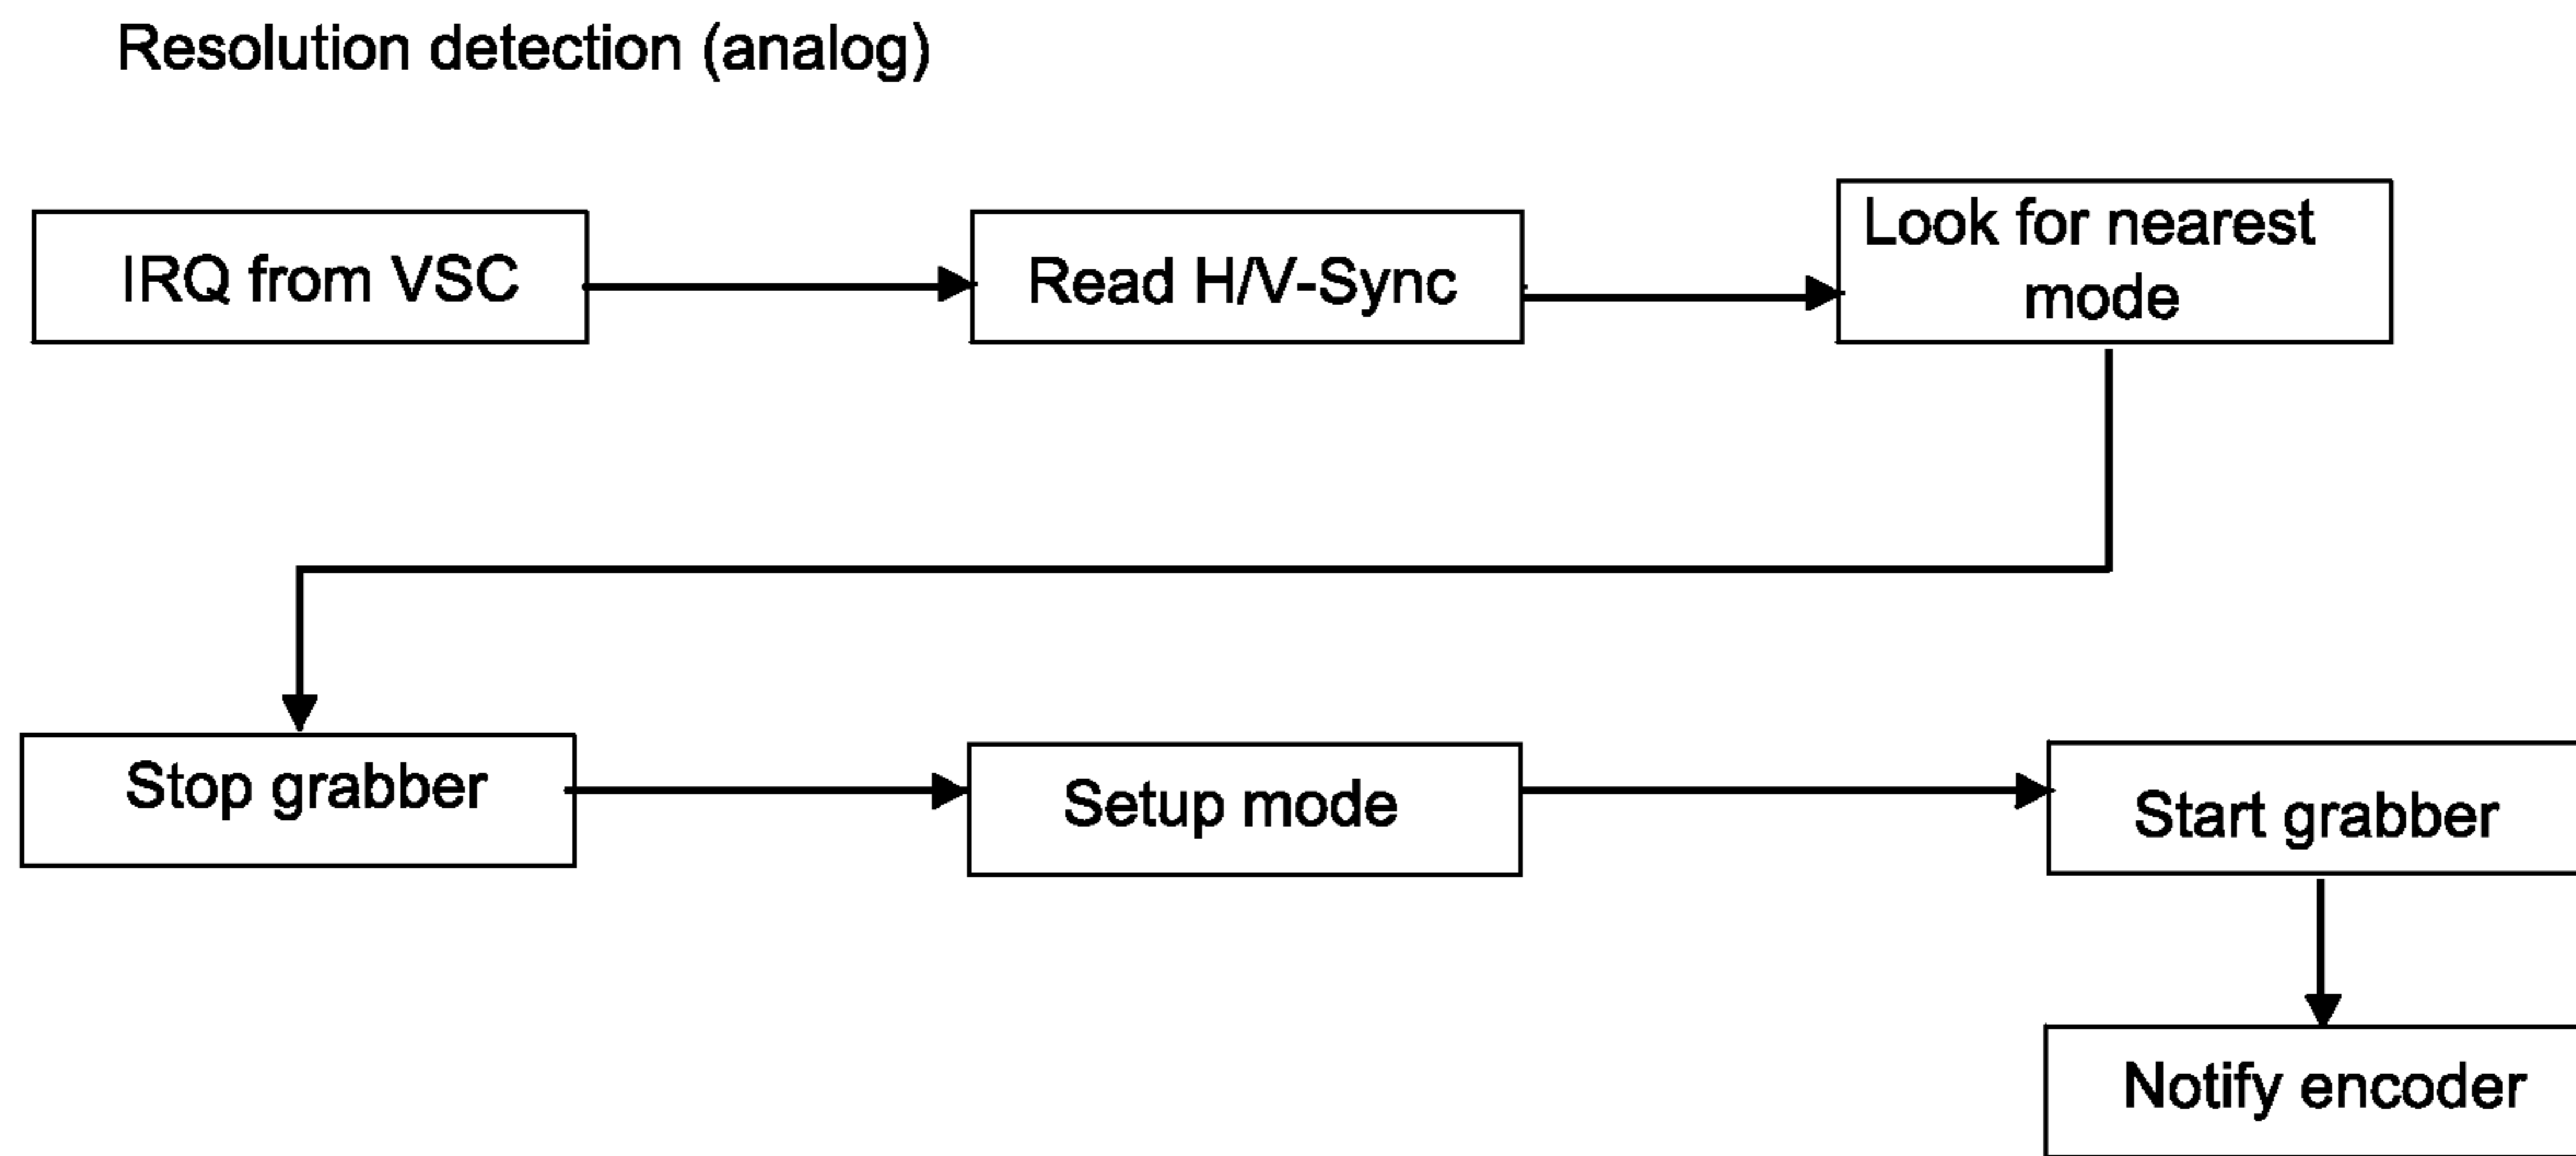 Resolution detection (analog)
IRQ from VSC
Read H/V-Sync
Look for nearest
mode
Stop grabber
Setup mode
Start grabber
Notify encoder